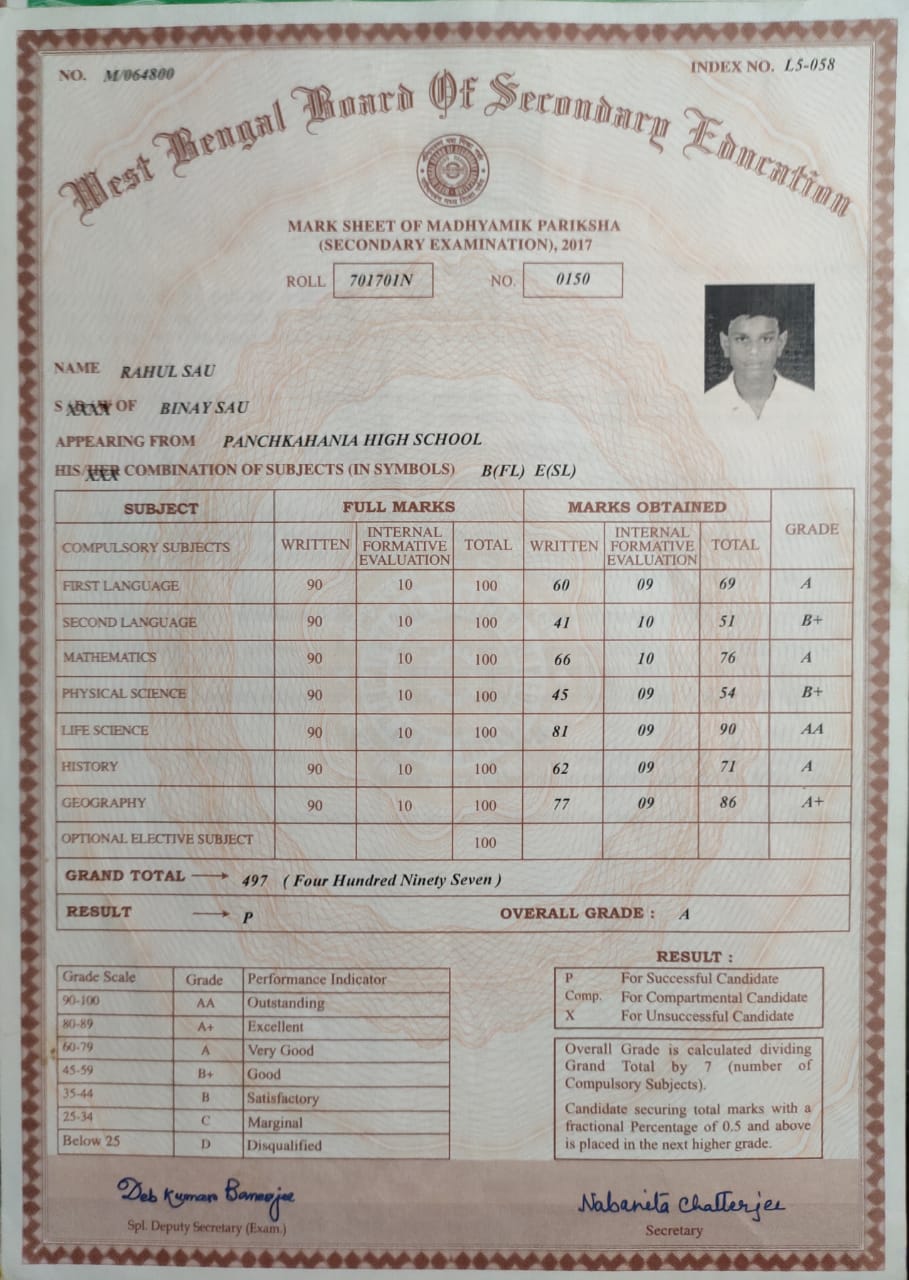 NO. M/064800 INDEX NO. L5-058
West Bengal Board Of Secondary Education
MARK SHEET OF MADHYAMIK PARIKSHA
(SECONDARY EXAMINATION), 2017
ROLL 701701N NO. 0150
NAME RAHUL SAU
S OF BINAY SAU
APPEARING FROM PANCHKAHANIA HIGH SCHOOL
HIS/HER COMBINATION OF SUBJECTS (IN SYMBOLS) B(FL) E(SL)
SUBJECT FULL MARKS MARKS OBTAINED GRADE
COMPULSORY SUBJECTS WRITTEN INTERNAL FORMATIVE EVALUATION TOTAL WRITTEN INTERNAL FORMATIVE EVALUATION TOTAL
FIRST LANGUAGE 90 10 100 60 09 69 A
SECOND LANGUAGE 90 10 100 41 10 51 B+
MATHEMATICS 90 10 100 66 10 76 A
PHYSICAL SCIENCE 90 10 100 45 09 54 B+
LIFE SCIENCE 90 10 100 81 09 90 AA
HISTORY 90 10 100 62 09 71 A
GEOGRAPHY 90 10 100 77 09 86 A+
OPTIONAL ELECTIVE SUBJECT 100
GRAND TOTAL → 497 ( Four Hundred Ninety Seven )
RESULT → P OVERALL GRADE : A
Grade Scale Grade Performance Indicator
90-100 AA Outstanding
80-89 A+ Excellent
60-79 A Very Good
45-59 B+ Good
35-44 B Satisfactory
25-34 C Marginal
Below 25 D Disqualified
RESULT :
P For Successful Candidate
Comp. For Compartmental Candidate
X For Unsuccessful Candidate
Overall Grade is calculated dividing
Grand Total by 7 (number of
Compulsory Subjects).
Candidate securing total marks with a
fractional Percentage of 0.5 and above
is placed in the next higher grade.
Deb Kumar Banerjee
Spl. Deputy Secretary (Exam.)
Nabanita Chatterjee
Secretary